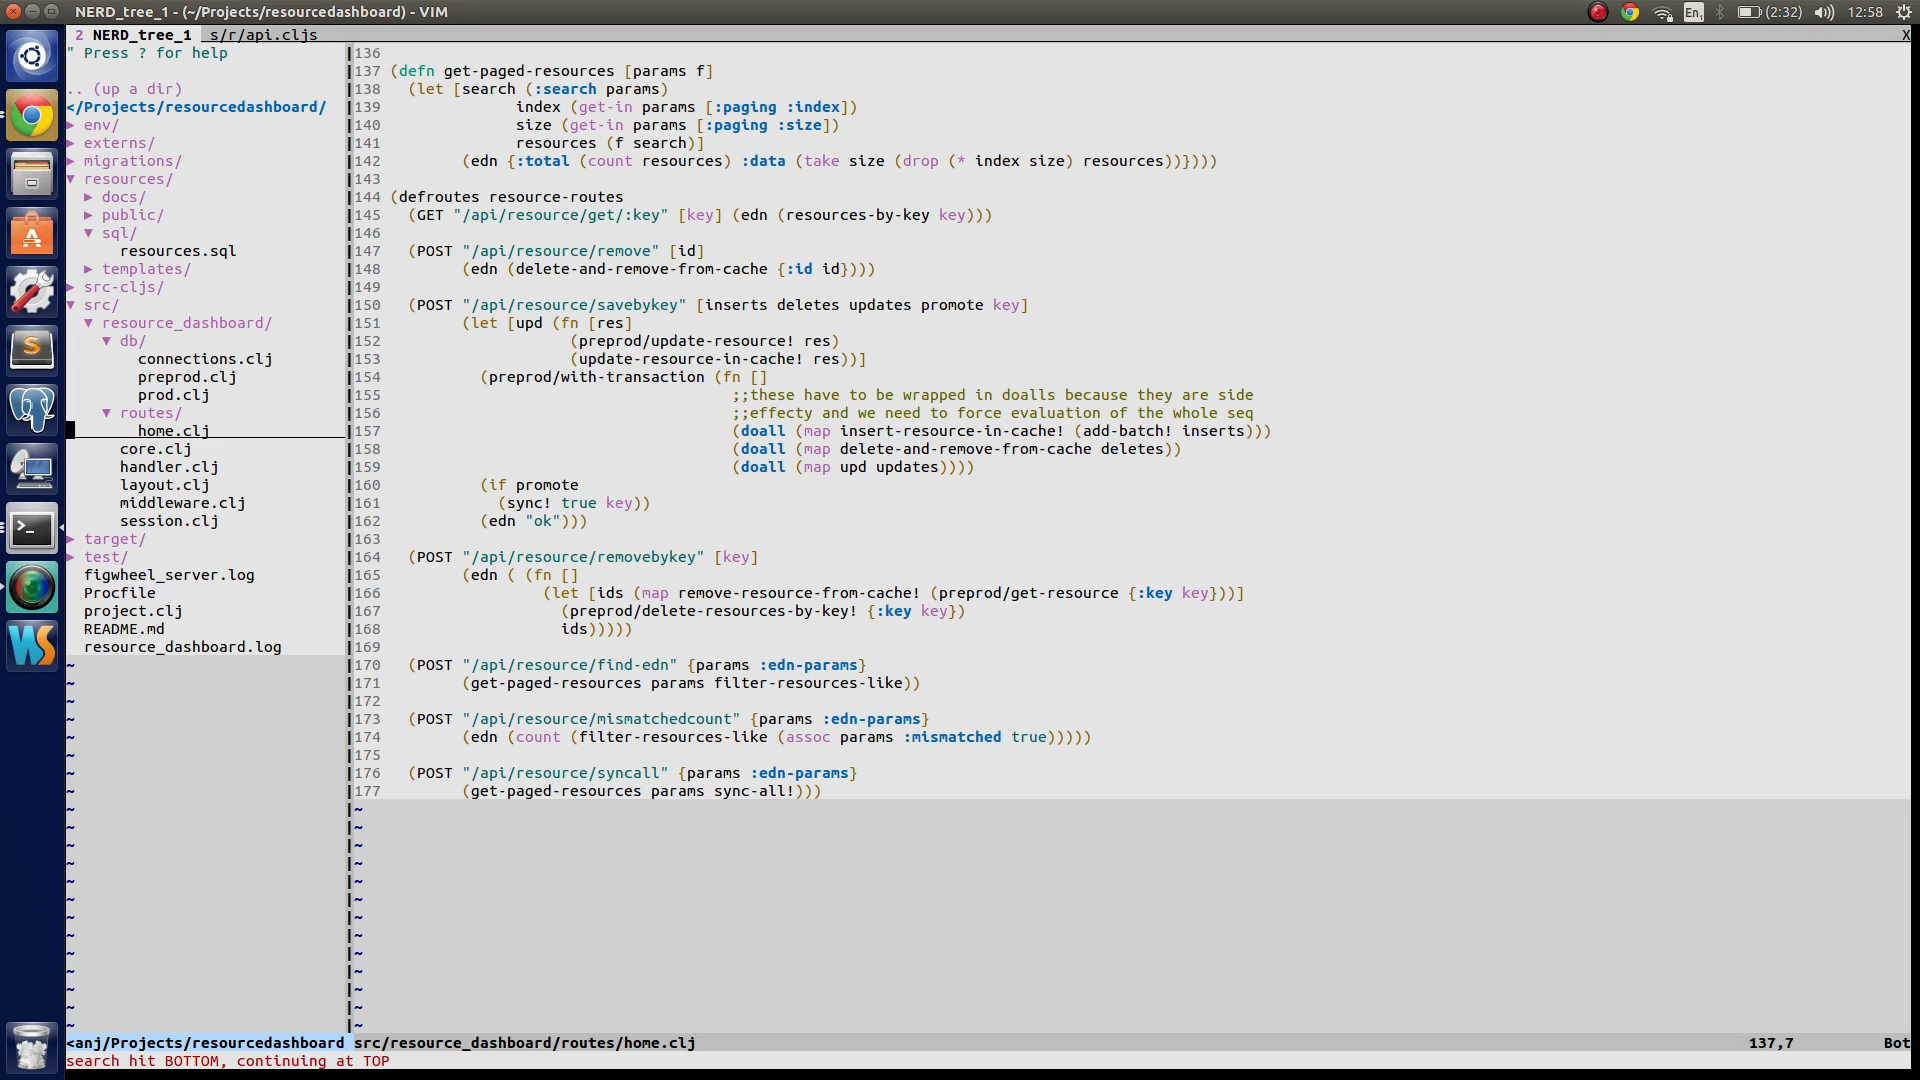 NERD_tree_1 - (~/Projects/resourcedashboard) - VIM
En1 (2:32) 12:58
2 NERD_tree_1 s/r/api.cljs X
" Press ? for help
.. (up a dir)
</Projects/resourcedashboard/
▸ env/
▸ externs/
▸ migrations/
▾ resources/
▸ docs/
▸ public/
▾ sql/
resources.sql
▸ templates/
▸ src-cljs/
▾ src/
▾ resource_dashboard/
▾ db/
connections.clj
preprod.clj
prod.clj
▾ routes/
home.clj
core.clj
handler.clj
layout.clj
middleware.clj
session.clj
▸ target/
▸ test/
figwheel_server.log
Procfile
project.clj
README.md
resource_dashboard.log
136
137 (defn get-paged-resources [params f]
138   (let [search (:search params)
139               index (get-in params [:paging :index])
140               size (get-in params [:paging :size])
141               resources (f search)]
142         (edn {:total (count resources) :data (take size (drop (* index size) resources))})))
143
144 (defroutes resource-routes
145   (GET "/api/resource/get/:key" [key] (edn (resources-by-key key)))
146
147   (POST "/api/resource/remove" [id]
148         (edn (delete-and-remove-from-cache {:id id})))
149
150   (POST "/api/resource/savebykey" [inserts deletes updates promote key]
151         (let [upd (fn [res]
152                     (preprod/update-resource! res)
153                     (update-resource-in-cache! res))]
154           (preprod/with-transaction (fn []
155                                       ;;these have to be wrapped in doalls because they are side
156                                       ;;effecty and we need to force evaluation of the whole seq
157                                       (doall (map insert-resource-in-cache! (add-batch! inserts)))
158                                       (doall (map delete-and-remove-from-cache deletes))
159                                       (doall (map upd updates))))
160           (if promote
161             (sync! true key))
162           (edn "ok")))
163
164   (POST "/api/resource/removebykey" [key]
165         (edn ( (fn []
166                  (let [ids (map remove-resource-from-cache! (preprod/get-resource {:key key}))]
167                    (preprod/delete-resources-by-key! {:key key})
168                    ids)))))
169
170   (POST "/api/resource/find-edn" {params :edn-params}
171         (get-paged-resources params filter-resources-like))
172
173   (POST "/api/resource/mismatchedcount" {params :edn-params}
174         (edn (count (filter-resources-like (assoc params :mismatched true)))))
175
176   (POST "/api/resource/syncall" {params :edn-params}
177         (get-paged-resources params sync-all!)))
<anj/Projects/resourcedashboard src/resource_dashboard/routes/home.clj 137,7 Bot
search hit BOTTOM, continuing at TOP